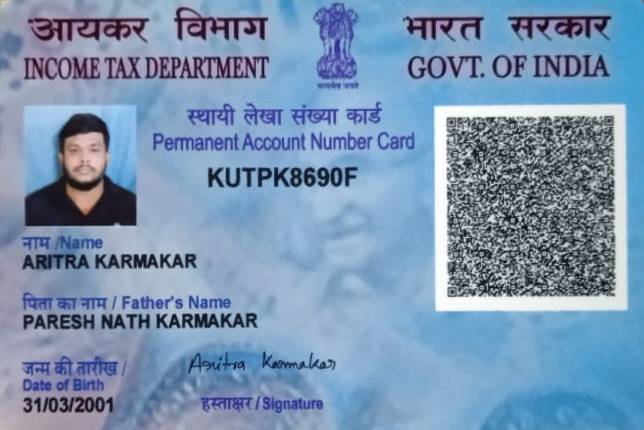 आयकर विभाग
INCOME TAX DEPARTMENT
सत्यमेव जयते
भारत सरकार
GOVT. OF INDIA
स्थायी लेखा संख्या कार्ड
Permanent Account Number Card
KUTPK8690F
नाम /Name
ARITRA KARMAKAR
पिता का नाम / Father's Name
PARESH NATH KARMAKAR
जन्म की तारीख /
Date of Birth
31/03/2001
Aritra Karmakar
हस्ताक्षर / Signature